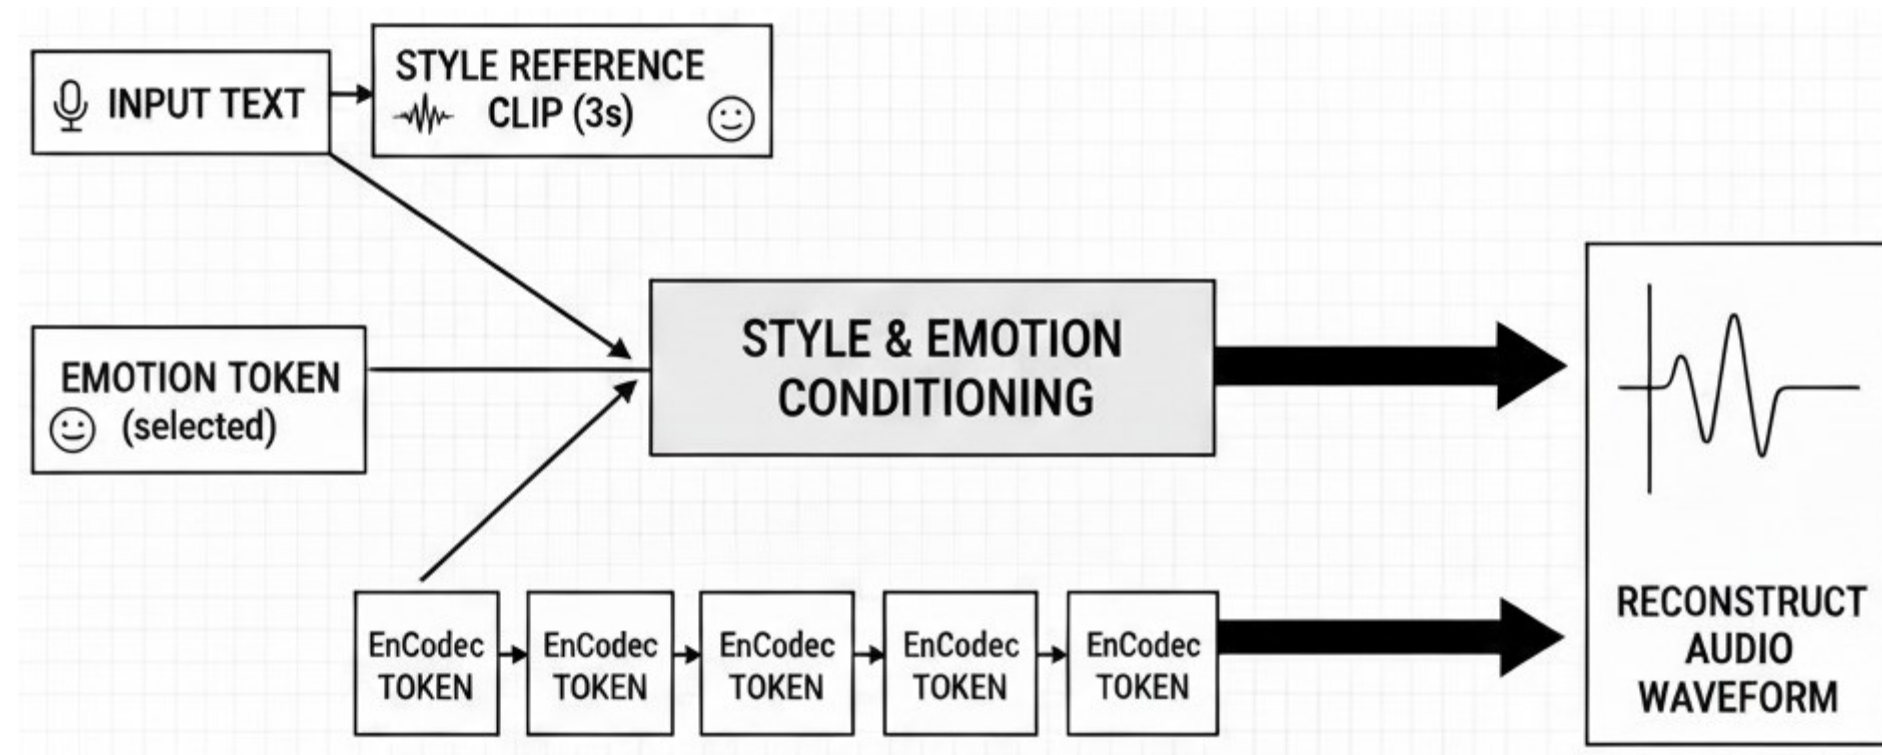 INPUT TEXT
STYLE REFERENCE
CLIP (3s)
EMOTION TOKEN
(selected)
STYLE & EMOTION
CONDITIONING
EnCodec
TOKEN
EnCodec
TOKEN
EnCodec
TOKEN
EnCodec
TOKEN
EnCodec
TOKEN
RECONSTRUCT
AUDIO
WAVEFORM